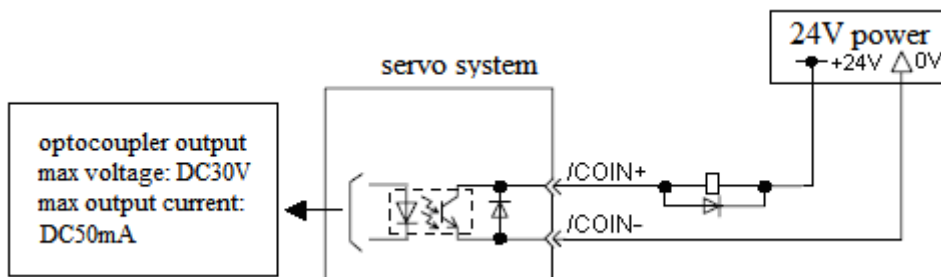 24V power
+24V
0V
servo system
optocoupler output
max voltage: DC30V
max output current:
DC50mA
/COIN+
/COIN-